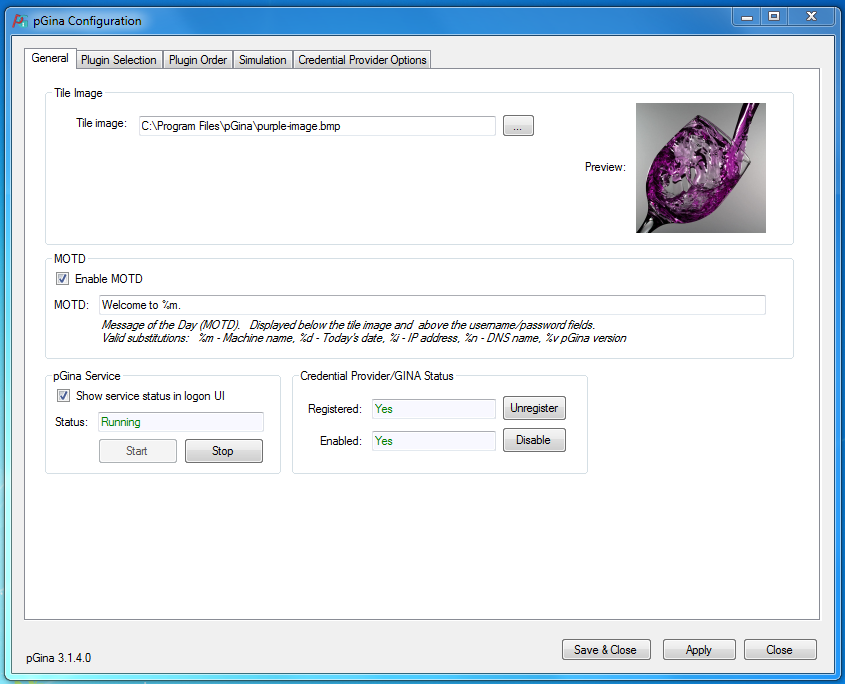 pGina Configuration
General
Plugin Selection
Plugin Order
Simulation
Credential Provider Options
Tile Image
Tile image:
C:\Program Files\pGina\purple-image.bmp
...
Preview:
MOTD
Enable MOTD
MOTD:
Welcome to %m.
Message of the Day (MOTD). Displayed below the tile image and above the username/password fields.
Valid substitutions: %m - Machine name, %d - Today's date, %i - IP address, %n - DNS name, %v pGina version
pGina Service
Show service status in logon UI
Status:
Running
Start
Stop
Credential Provider/GINA Status
Registered:
Yes
Unregister
Enabled:
Yes
Disable
pGina 3.1.4.0
Save & Close
Apply
Close